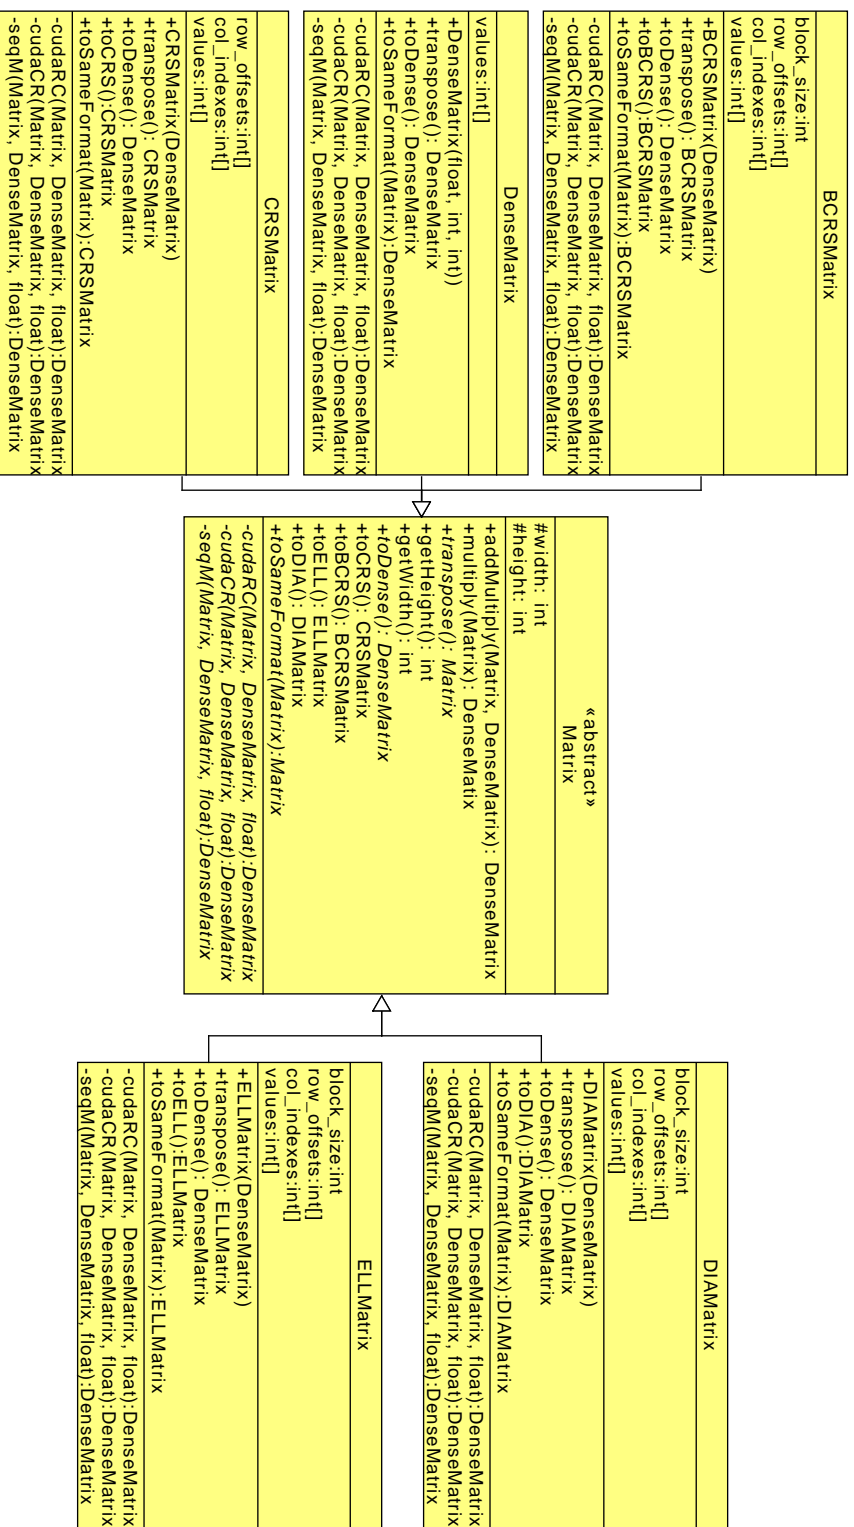 BCRSMatrix
block_size:int
row_offsets:int[]
col_indexes:int[]
values:int[]
+BCRSMatrix(DenseMatrix)
+transpose(): BCRSMatrix
+toDense(): DenseMatrix
+toBCRS():BCRSMatrix
+toSameFormat(Matrix):BCRSMatrix
-cudaRC(Matrix, DenseMatrix, float):DenseMatrix
-cudaCR(Matrix, DenseMatrix, float):DenseMatrix
-seqM(Matrix, DenseMatrix, float):DenseMatrix
DenseMatrix
values:int[]
+DenseMatrix(float, int, int))
+transpose(): DenseMatrix
+toDense(): DenseMatrix
+toSameFormat(Matrix):DenseMatrix
-cudaRC(Matrix, DenseMatrix, float):DenseMatrix
-cudaCR(Matrix, DenseMatrix, float):DenseMatrix
-seqM(Matrix, DenseMatrix, float):DenseMatrix
CRSMatrix
row_offsets:int[]
col_indexes:int[]
values:int[]
+CRSMatrix(DenseMatrix)
+transpose(): CRSMatrix
+toDense(): DenseMatrix
+toCRS():CRSMatrix
+toSameFormat(Matrix):CRSMatrix
-cudaRC(Matrix, DenseMatrix, float):DenseMatrix
-cudaCR(Matrix, DenseMatrix, float):DenseMatrix
-seqM(Matrix, DenseMatrix, float):DenseMatrix
«abstract»
Matrix
#width: int
#height: int
+addMultiply(Matrix, DenseMatrix): DenseMatrix
+multiply(Matrix): DenseMatix
+transpose(): Matrix
+getHeight(): int
+getWidth(): int
+toDense(): DenseMatrix
+toCRS(): CRSMatrix
+toBCRS(): BCRSMatrix
+toELL(): ELLMatrix
+toDIA(): DIAMatrix
+toSameFormat(Matrix):Matrix
-cudaRC(Matrix, DenseMatrix, float):DenseMatrix
-cudaCR(Matrix, DenseMatrix, float):DenseMatrix
-seqM(Matrix, DenseMatrix, float):DenseMatrix
DIAMatrix
block_size:int
row_offsets:int[]
col_indexes:int[]
values:int[]
+DIAMatrix(DenseMatrix)
+transpose(): DIAMatrix
+toDense(): DenseMatrix
+toDIA():DIAMatrix
+toSameFormat(Matrix):DIAMatrix
-cudaRC(Matrix, DenseMatrix, float):DenseMatrix
-cudaCR(Matrix, DenseMatrix, float):DenseMatrix
-seqM(Matrix, DenseMatrix, float):DenseMatrix
ELLMatrix
block_size:int
row_offsets:int[]
col_indexes:int[]
values:int[]
+ELLMatrix(DenseMatrix)
+transpose(): ELLMatrix
+toDense(): DenseMatrix
+toELL():ELLMatrix
+toSameFormat(Matrix):ELLMatrix
-cudaRC(Matrix, DenseMatrix, float):DenseMatrix
-cudaCR(Matrix, DenseMatrix, float):DenseMatrix
-seqM(Matrix, DenseMatrix, float):DenseMatrix